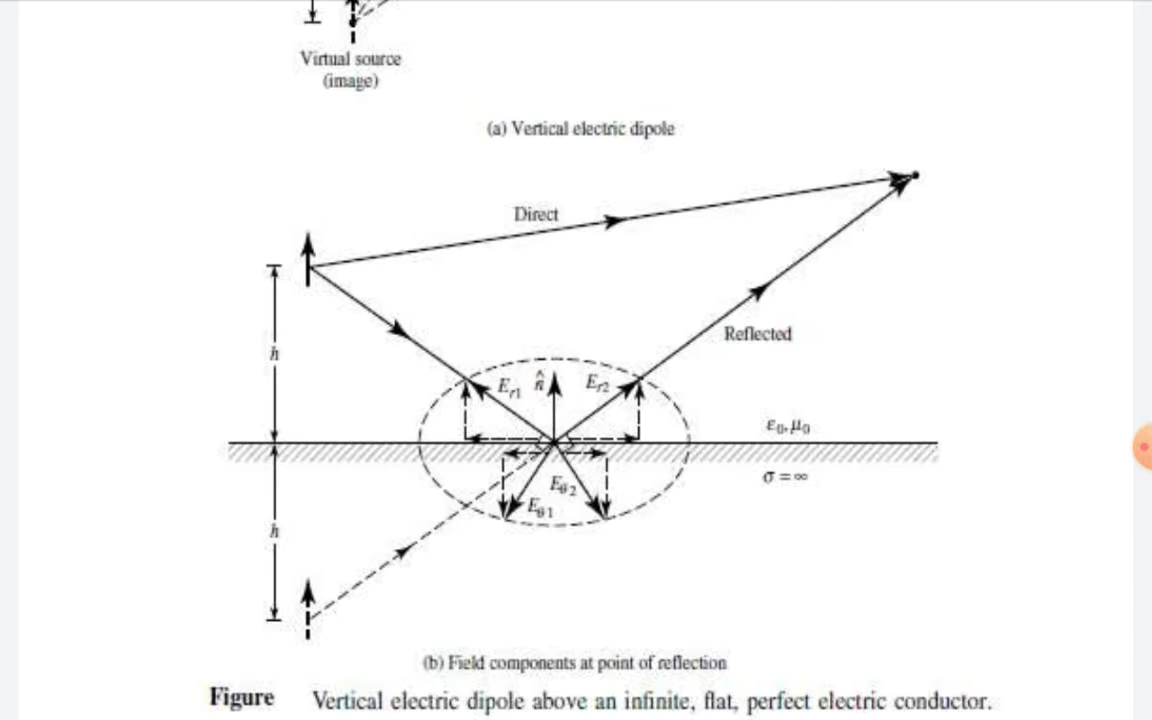 Virtual source
(image)
(a) Vertical electric dipole
Direct
h
Reflected
E_r1
n̂
E_r2
ε₀, μ₀
σ = ∞
E_θ2
E_θ1
h
(b) Field components at point of reflection
Figure Vertical electric dipole above an infinite, flat, perfect electric conductor.